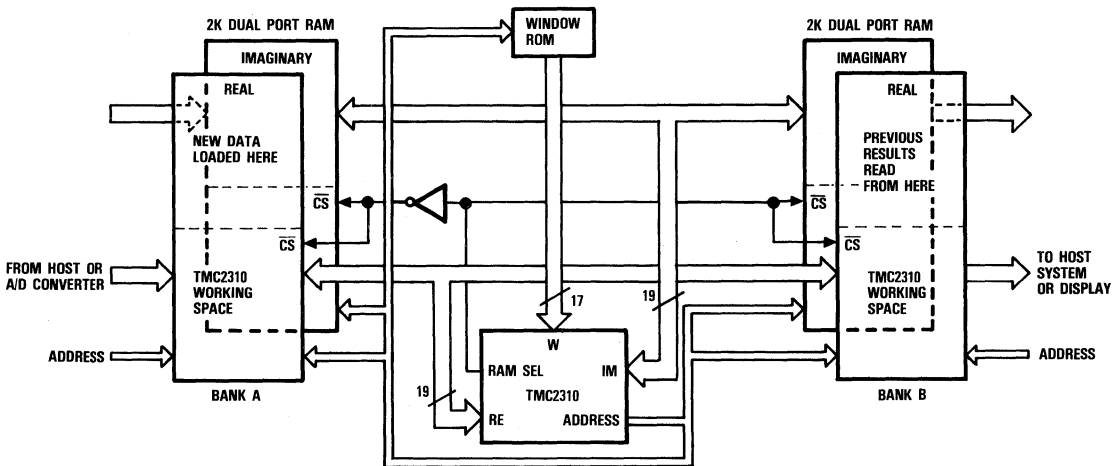 2K DUAL PORT RAM
IMAGINARY
REAL
NEW DATA
LOADED HERE
CS
CS
FROM HOST OR
A/D CONVERTER
TMC2310
WORKING
SPACE
ADDRESS
BANK A
WINDOW
ROM
17
19
W
RAM SEL
IM
TMC2310
ADDRESS
RE
19
2K DUAL PORT RAM
IMAGINARY
REAL
PREVIOUS
RESULTS
READ
FROM HERE
CS
CS
TMC2310
WORKING
SPACE
TO HOST
SYSTEM
OR DISPLAY
ADDRESS
BANK B